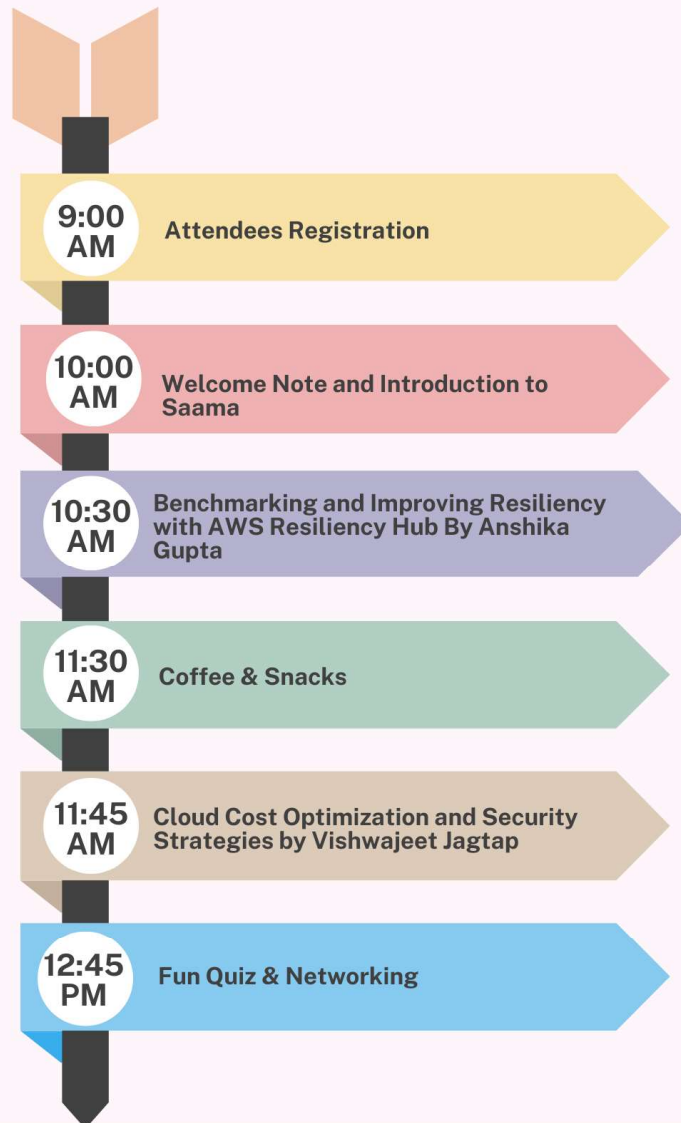 9:00
AM
Attendees Registration
10:00
AM
Welcome Note and Introduction to
Saama
10:30
AM
Benchmarking and Improving Resiliency
with AWS Resiliency Hub By Anshika
Gupta
11:30
AM
Coffee & Snacks
11:45
AM
Cloud Cost Optimization and Security
Strategies by Vishwajeet Jagtap
12:45
PM
Fun Quiz & Networking